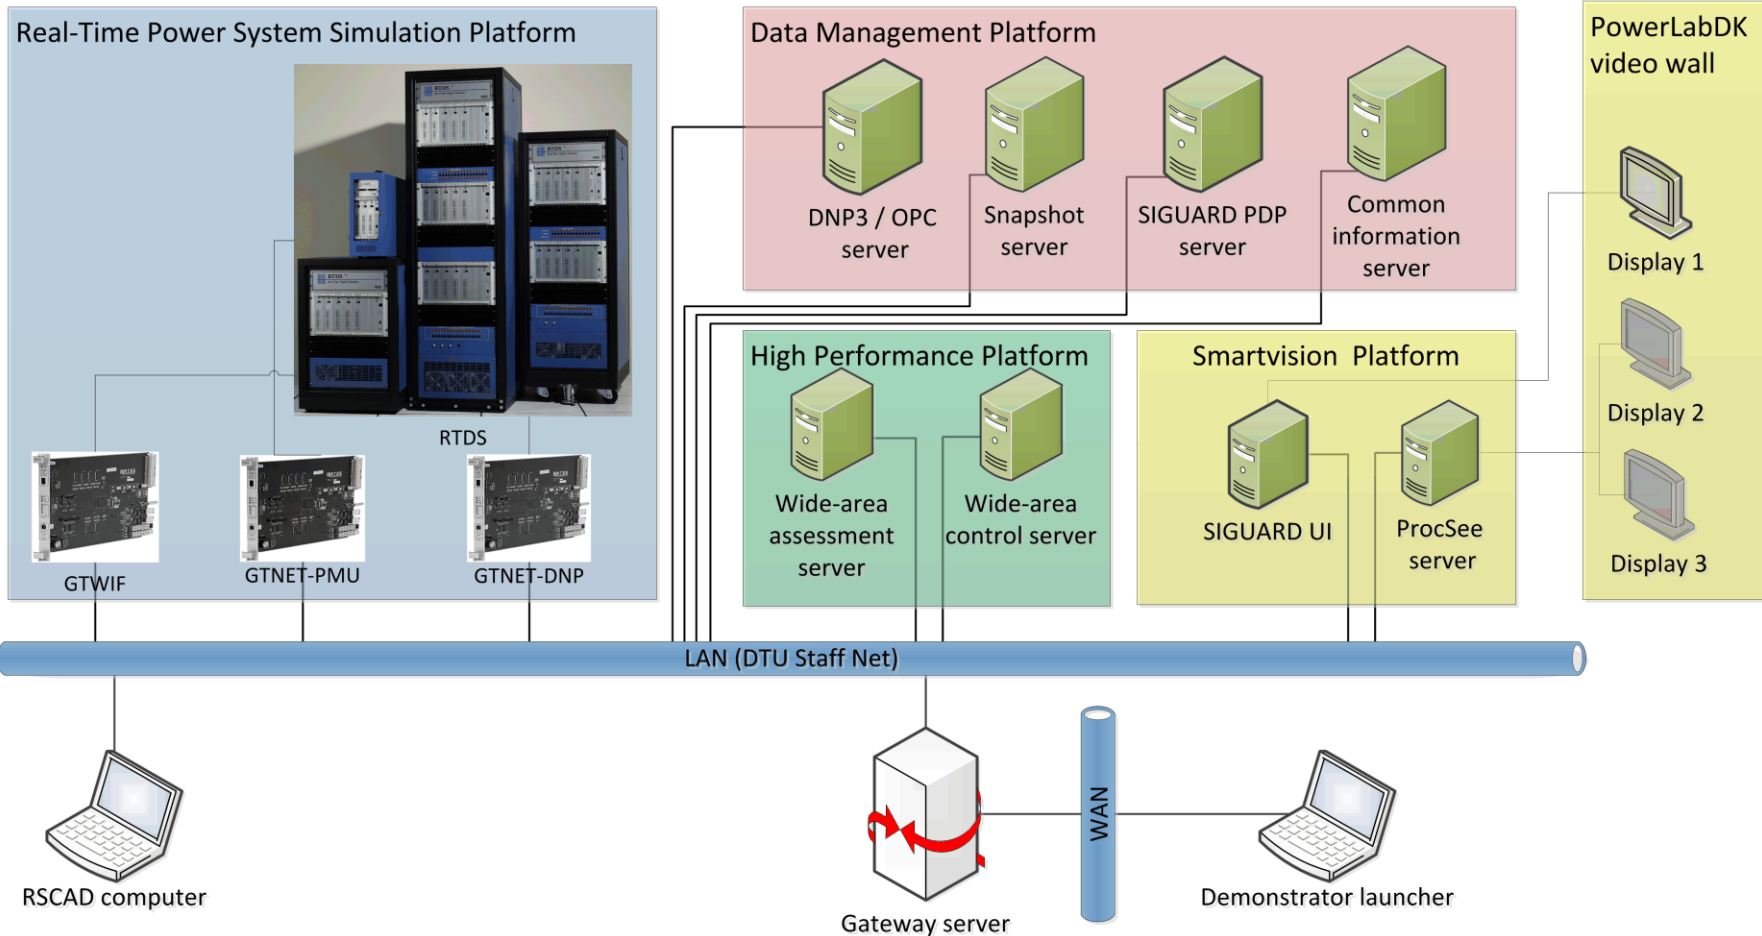 Real-Time Power System Simulation Platform
RTDS
RTDS
RTDS
RTDS
GTWIF
GTNET-PMU
GTNET-DNP
Data Management Platform
DNP3 / OPC
server
Snapshot
server
SIGUARD PDP
server
Common
information
server
High Performance Platform
Wide-area
assessment
server
Wide-area
control server
Smartvision Platform
SIGUARD UI
ProcSee
server
PowerLabDK
video wall
Display 1
Display 2
Display 3
LAN (DTU Staff Net)
RSCAD computer
Gateway server
WAN
Demonstrator launcher